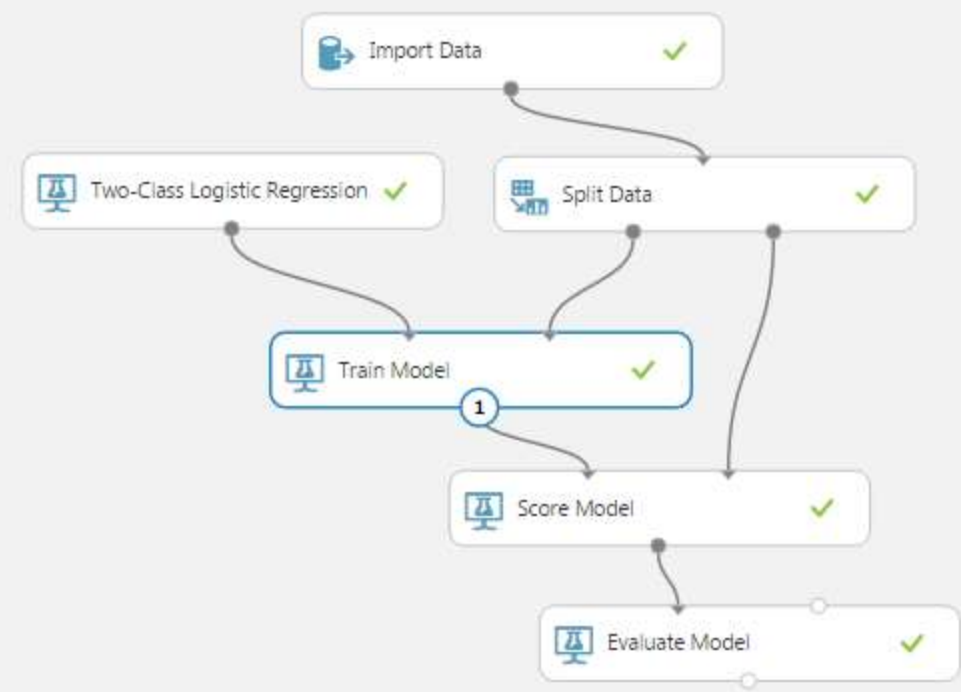 Import Data
Two-Class Logistic Regression
Split Data
Train Model
1
Score Model
Evaluate Model